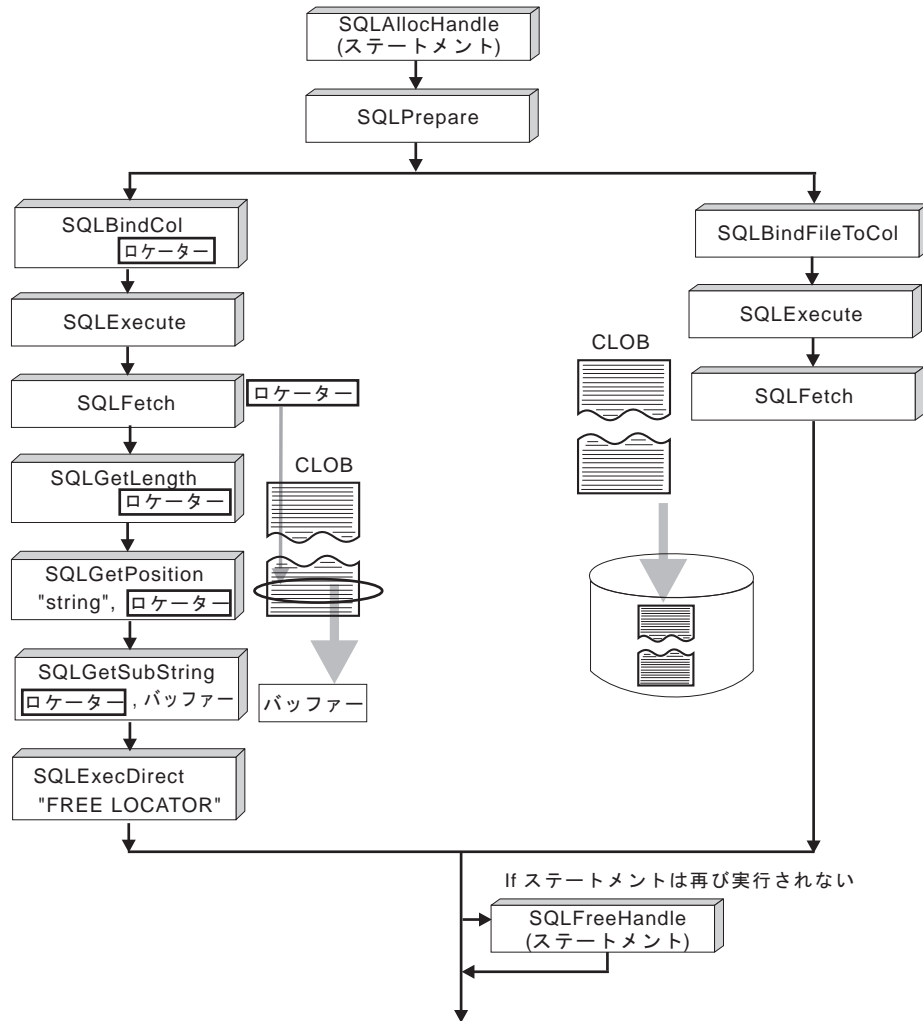 SQLAllocHandle
(ステートメント)
SQLPrepare
SQLBindCol
ロケーター
SQLExecute
SQLFetch
ロケーター
SQLGetLength
ロケーター
CLOB
SQLGetPosition
"string", ロケーター
SQLGetSubString
ロケーター , バッファー
バッファー
SQLExecDirect
"FREE LOCATOR"
SQLBindFileToCol
SQLExecute
CLOB
SQLFetch
If ステートメントは再び実行されない
SQLFreeHandle
(ステートメント)